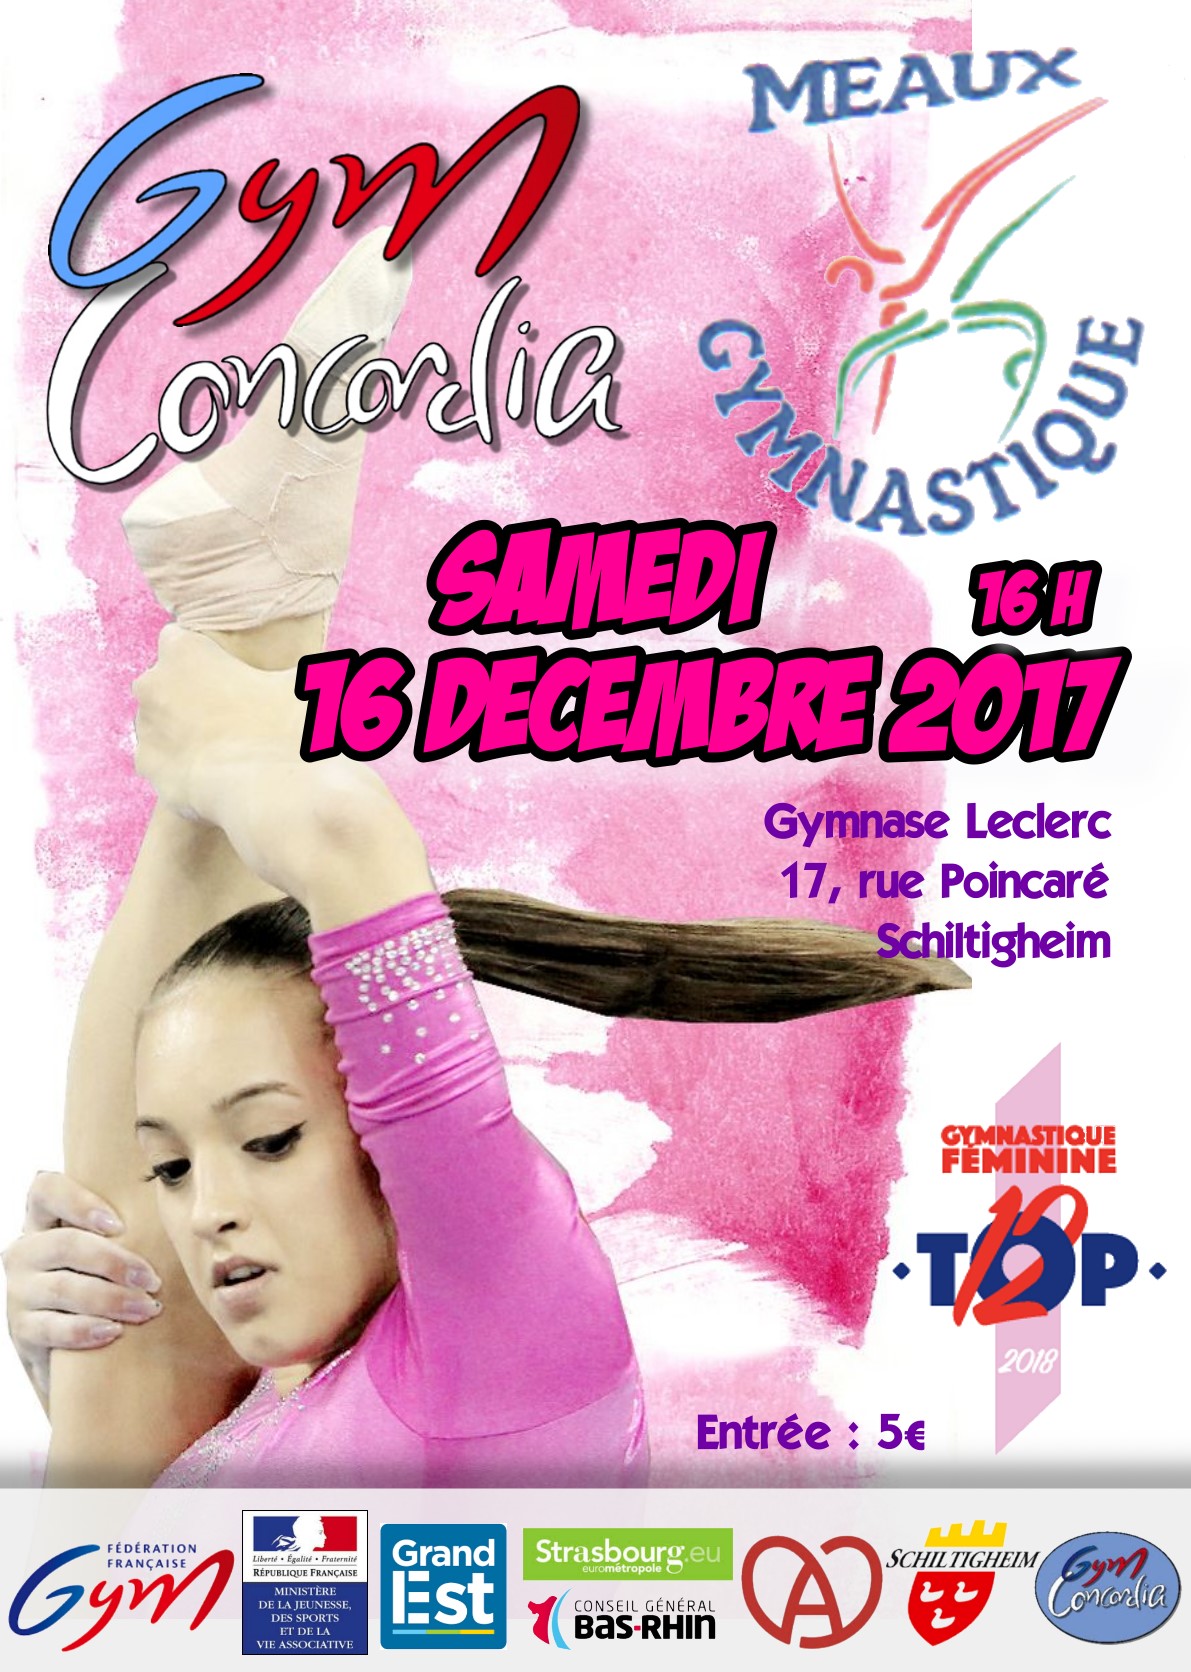 Gym
Concordia
MEAUX
GYMNASTIQUE
SAMEDI
16 H
16 DECEMBRE 2017
Gymnase Leclerc
17, rue Poincaré
Schiltigheim
GYMNASTIQUE
FÉMININE
TOP
12
2018
Entrée : 5€
FÉDÉRATION
FRANÇAISE
Gym
Liberté • Égalité • Fraternité
RÉPUBLIQUE FRANÇAISE
MINISTÈRE
DE LA JEUNESSE,
DES SPORTS
ET DE LA
VIE ASSOCIATIVE
Grand
Est
Strasbourg.eu
eurométropole
CONSEIL GÉNÉRAL
BAS-RHIN
A
SCHILTIGHEIM
Gym
Concordia